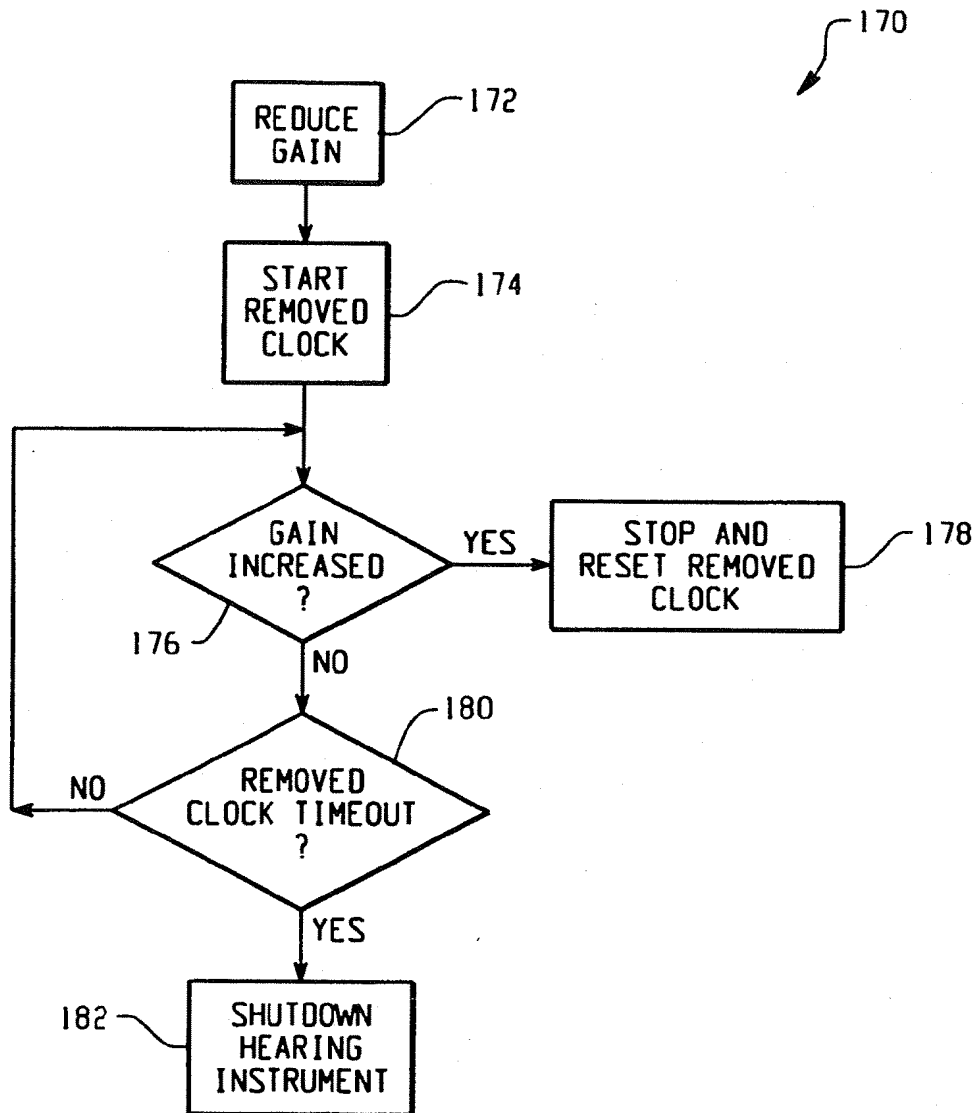 170
REDUCE
GAIN
172
START
REMOVED
CLOCK
174
GAIN
INCREASED
?
176
YES
STOP AND
RESET REMOVED
CLOCK
178
NO
180
REMOVED
CLOCK TIMEOUT
?
NO
YES
182
SHUTDOWN
HEARING
INSTRUMENT